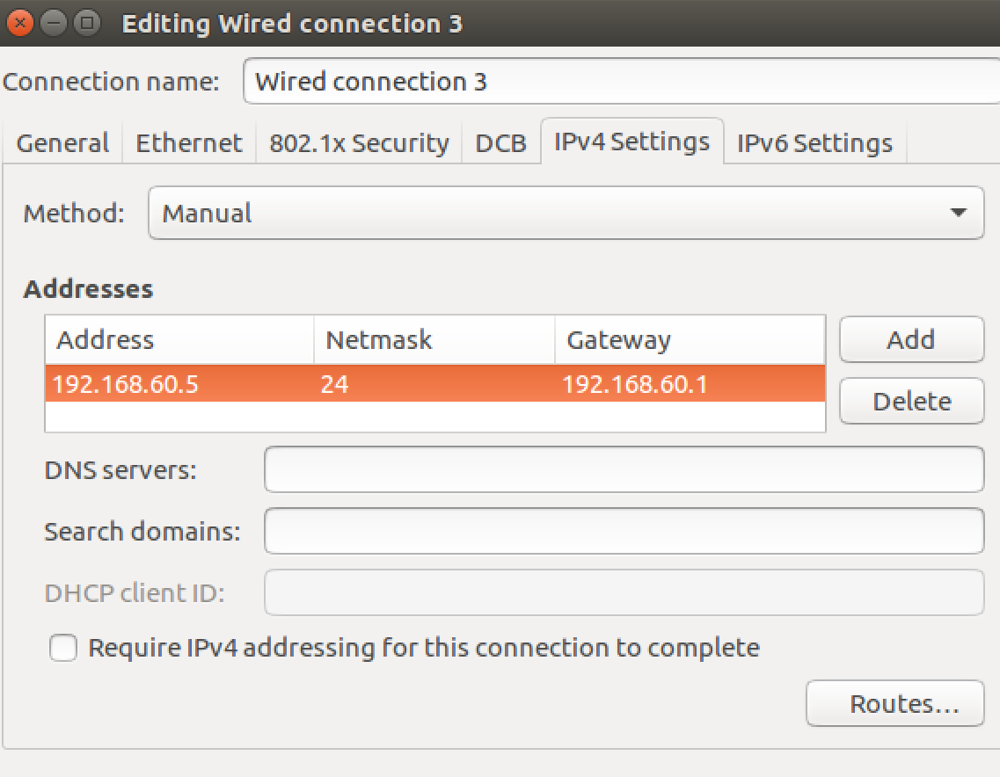 Editing Wired connection 3
Connection name: Wired connection 3
General Ethernet 802.1x Security DCB IPv4 Settings IPv6 Settings
Method: Manual
Addresses
Address Netmask Gateway Add
192.168.60.5 24 192.168.60.1
Delete
DNS servers:
Search domains:
DHCP client ID:
Require IPv4 addressing for this connection to complete
Routes...